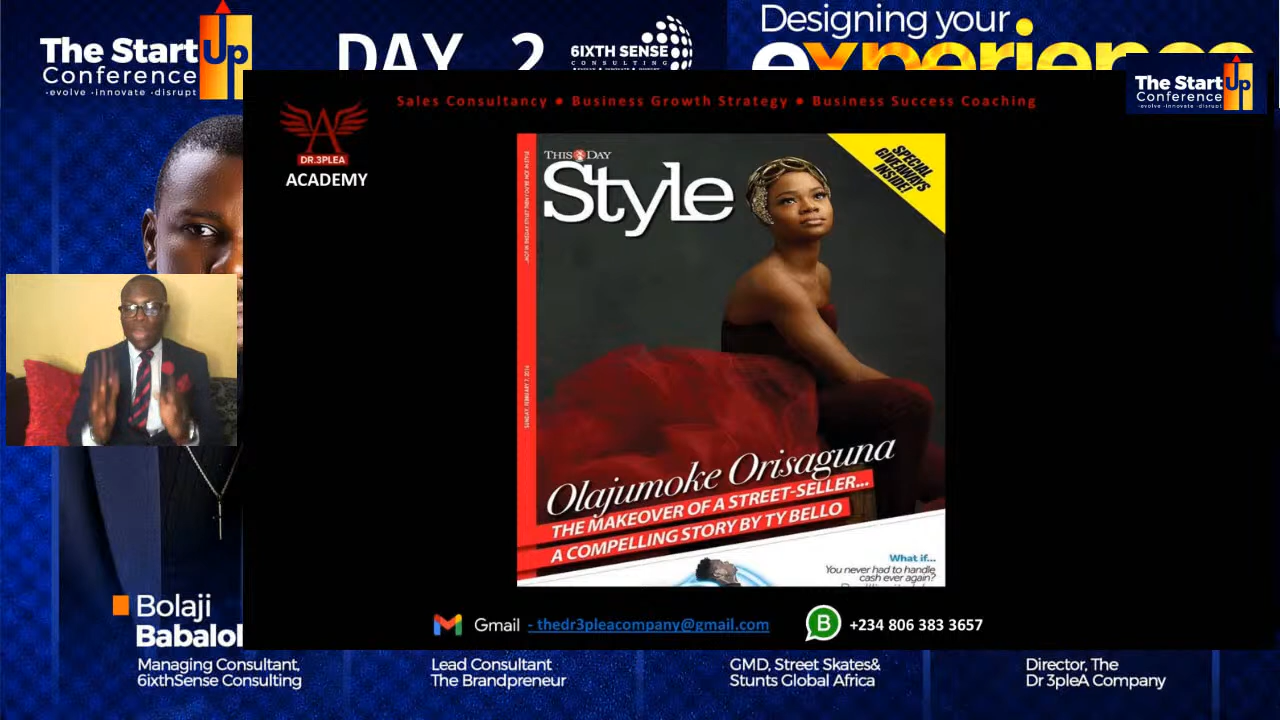 The StartUp
Conference
·evolve ·innovate ·disrupt
DAY 2
6IXTH SENSE
CONSULTING
Designing your
experience
The StartUp
Conference
·evolve ·innovate ·disrupt
Sales Consultancy ● Business Growth Strategy ● Business Success Coaching
DR.3PLEA
ACADEMY
THISDAY
Style
SPECIAL
GIVEAWAYS
INSIDE!
SUNDAY, FEBRUARY 7, 2016
Olajumoke Orisaguna
THE MAKEOVER OF A STREET-SELLER...
A COMPELLING STORY BY TY BELLO
What if...
You never had to handle
cash ever again?
Gmail - thedr3pleacompany@gmail.com
+234 806 383 3657
Bolaji
Babalol
Managing Consultant,
6ixthSense Consulting
Lead Consultant
The Brandpreneur
GMD, Street Skates&
Stunts Global Africa
Director, The
Dr 3pleA Company